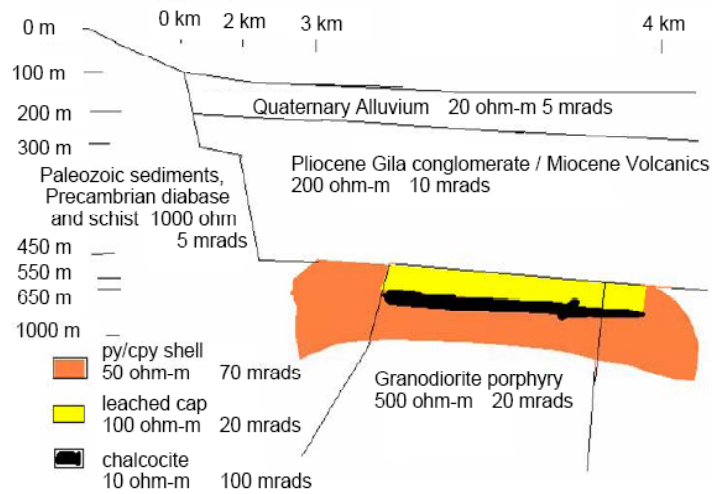 0 m
0 km
2 km
3 km
4 km
100 m
200 m
300 m
Quaternary Alluvium 20 ohm-m 5 mrads
Pliocene Gila conglomerate / Miocene Volcanics
200 ohm-m 10 mrads
Paleozoic sediments,
Precambrian diabase
and schist 1000 ohm
5 mrads
450 m
550 m
650 m
1000 m
py/cpy shell
50 ohm-m 70 mrads
leached cap
100 ohm-m 20 mrads
chalcocite
10 ohm-m 100 mrads
Granodiorite porphyry
500 ohm-m 20 mrads